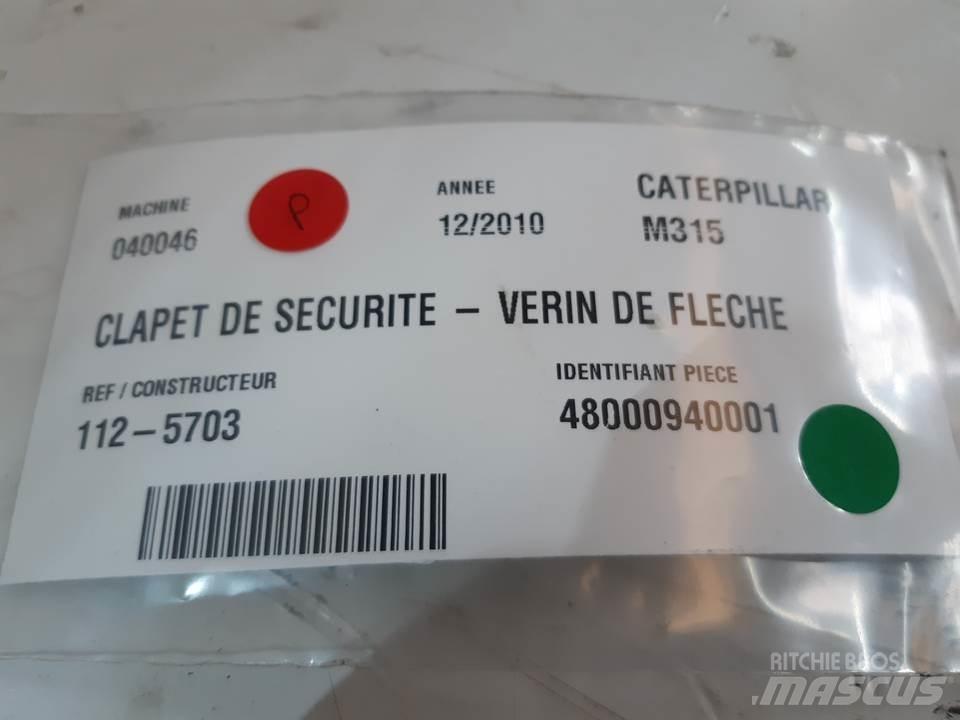 MACHINE
040046
P
ANNEE
12/2010
CATERPILLAR
M315
CLAPET DE SECURITE – VERIN DE FLECHE
REF / CONSTRUCTEUR
112–5703
IDENTIFIANT PIECE
48000940001
RITCHIE BROS.
MASCUS